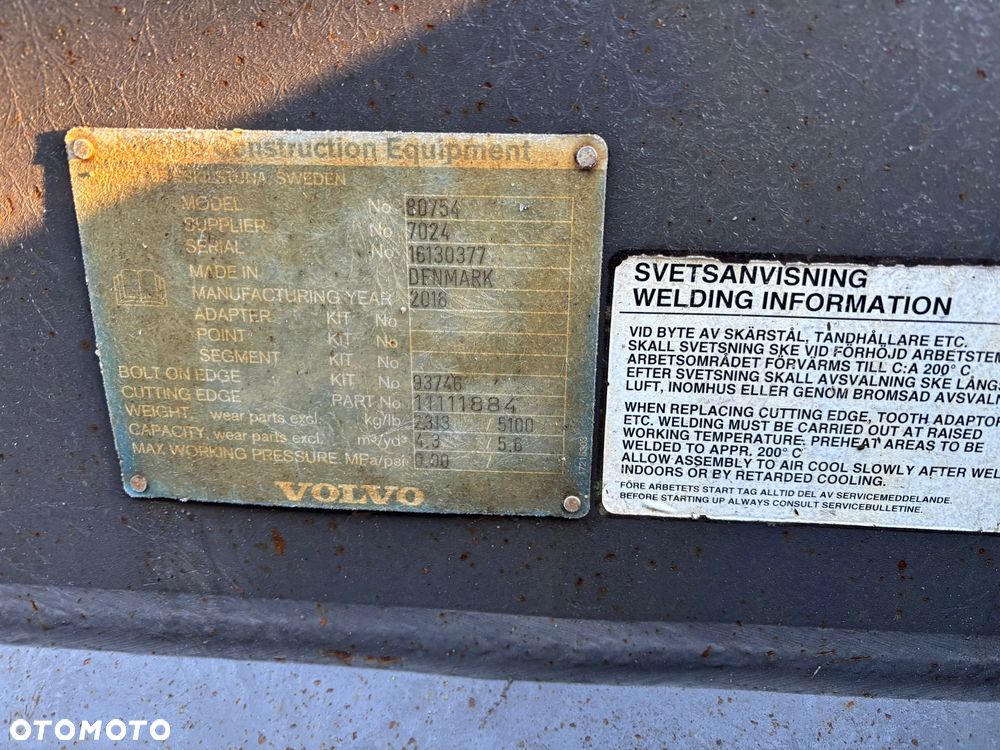 Construction Equipment
ESKILSTUNA, SWEDEN
MODEL No 80754
SUPPLIER No 7024
SERIAL No 16130377
MADE IN DENMARK
MANUFACTURING YEAR 2016
ADAPTER KIT No
POINT KIT No
SEGMENT KIT No
BOLT ON EDGE KIT No 93746
CUTTING EDGE PART No 11111884
WEIGHT, wear parts excl. kg/lb 2313 / 5100
CAPACITY, wear parts excl. m³/yd³ 4.3 / 5.6
MAX WORKING PRESSURE MPa/psi 0.00 /
VOLVO
SVETSANVISNING
WELDING INFORMATION
VID BYTE AV SKÄRSTÅL, TANDHÅLLARE ETC.
SKALL SVETSNING SKE VID FÖRHÖJD ARBETSTEM
ARBETSOMRÅDET FÖRVÄRMS TILL C:A 200° C
EFTER SVETSNING SKALL AVSVALNING SKE LÅNGS
LUFT, INOMHUS ELLER GENOM BROMSAD AVSVALN
WHEN REPLACING CUTTING EDGE, TOOTH ADAPTOR
ETC. WELDING MUST BE CARRIED OUT AT RAISED
WORKING TEMPERATURE. PREHEAT AREAS TO BE
WELDED TO APPR. 200° C
ALLOW ASSEMBLY TO AIR COOL SLOWLY AFTER WEL
INDOORS OR BY RETARDED COOLING.
FÖRE ARBETETS START TAG ALLTID DEL AV SERVICEMEDDELANDE.
BEFORE STARTING UP ALWAYS CONSULT SERVICEBULLETINE.
OTOMOTO